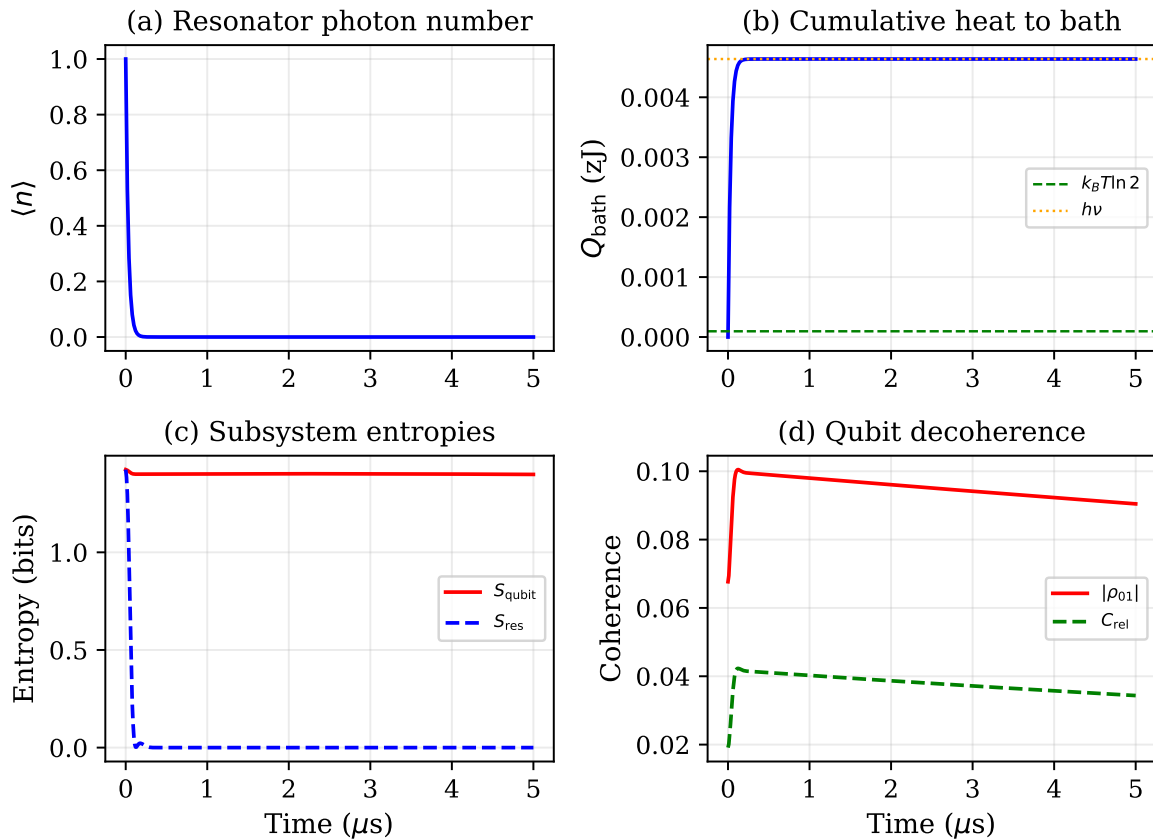 (a) Resonator photon number
1.0
0.8
0.6
0.4
0.2
0.0
⟨n⟩
0 1 2 3 4 5
(b) Cumulative heat to bath
0.004
0.003
0.002
0.001
0.000
Q_bath (zJ)
k_BT ln 2
hν
0 1 2 3 4 5
(c) Subsystem entropies
1.0
0.5
0.0
Entropy (bits)
S_qubit
S_res
0 1 2 3 4 5
Time (μs)
(d) Qubit decoherence
0.10
0.08
0.06
0.04
0.02
Coherence
|ρ_01|
C_rel
0 1 2 3 4 5
Time (μs)